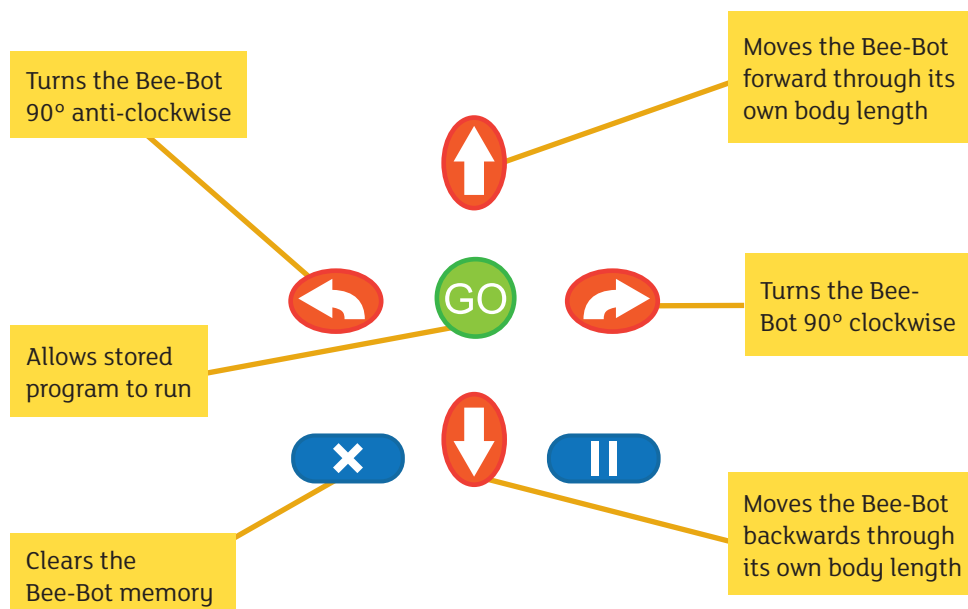 Moves the Bee-Bot
forward through its
own body length
Turns the Bee-Bot
90° anti-clockwise
GO
Turns the Bee-
Bot 90° clockwise
Allows stored
program to run
Moves the Bee-Bot
backwards through
its own body length
Clears the
Bee-Bot memory